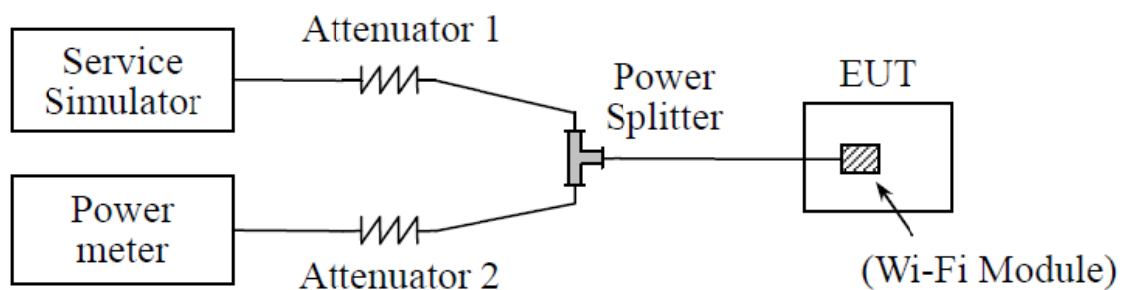 Attenuator 1
Service
Simulator
Power
Splitter
EUT
Power
meter
Attenuator 2
(Wi-Fi Module)